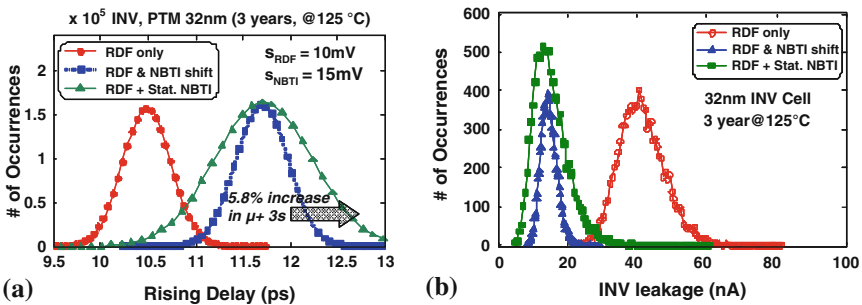 x 10^5 INV, PTM 32nm (3 years, @125 °C)
RDF only
RDF & NBTI shift
RDF + Stat. NBTI
s_RDF = 10mV
s_NBTI = 15mV
5.8% increase
in μ+ 3s
# of Occurrences
2
1.5
1
0.5
0
9.5
10
10.5
11
11.5
12
12.5
13
Rising Delay (ps)
(a)
RDF only
RDF & NBTI shift
RDF + Stat. NBTI
32nm INV Cell
3 year@125°C
# of Occurrences
600
500
400
300
200
100
0
0
20
40
60
80
100
INV leakage (nA)
(b)